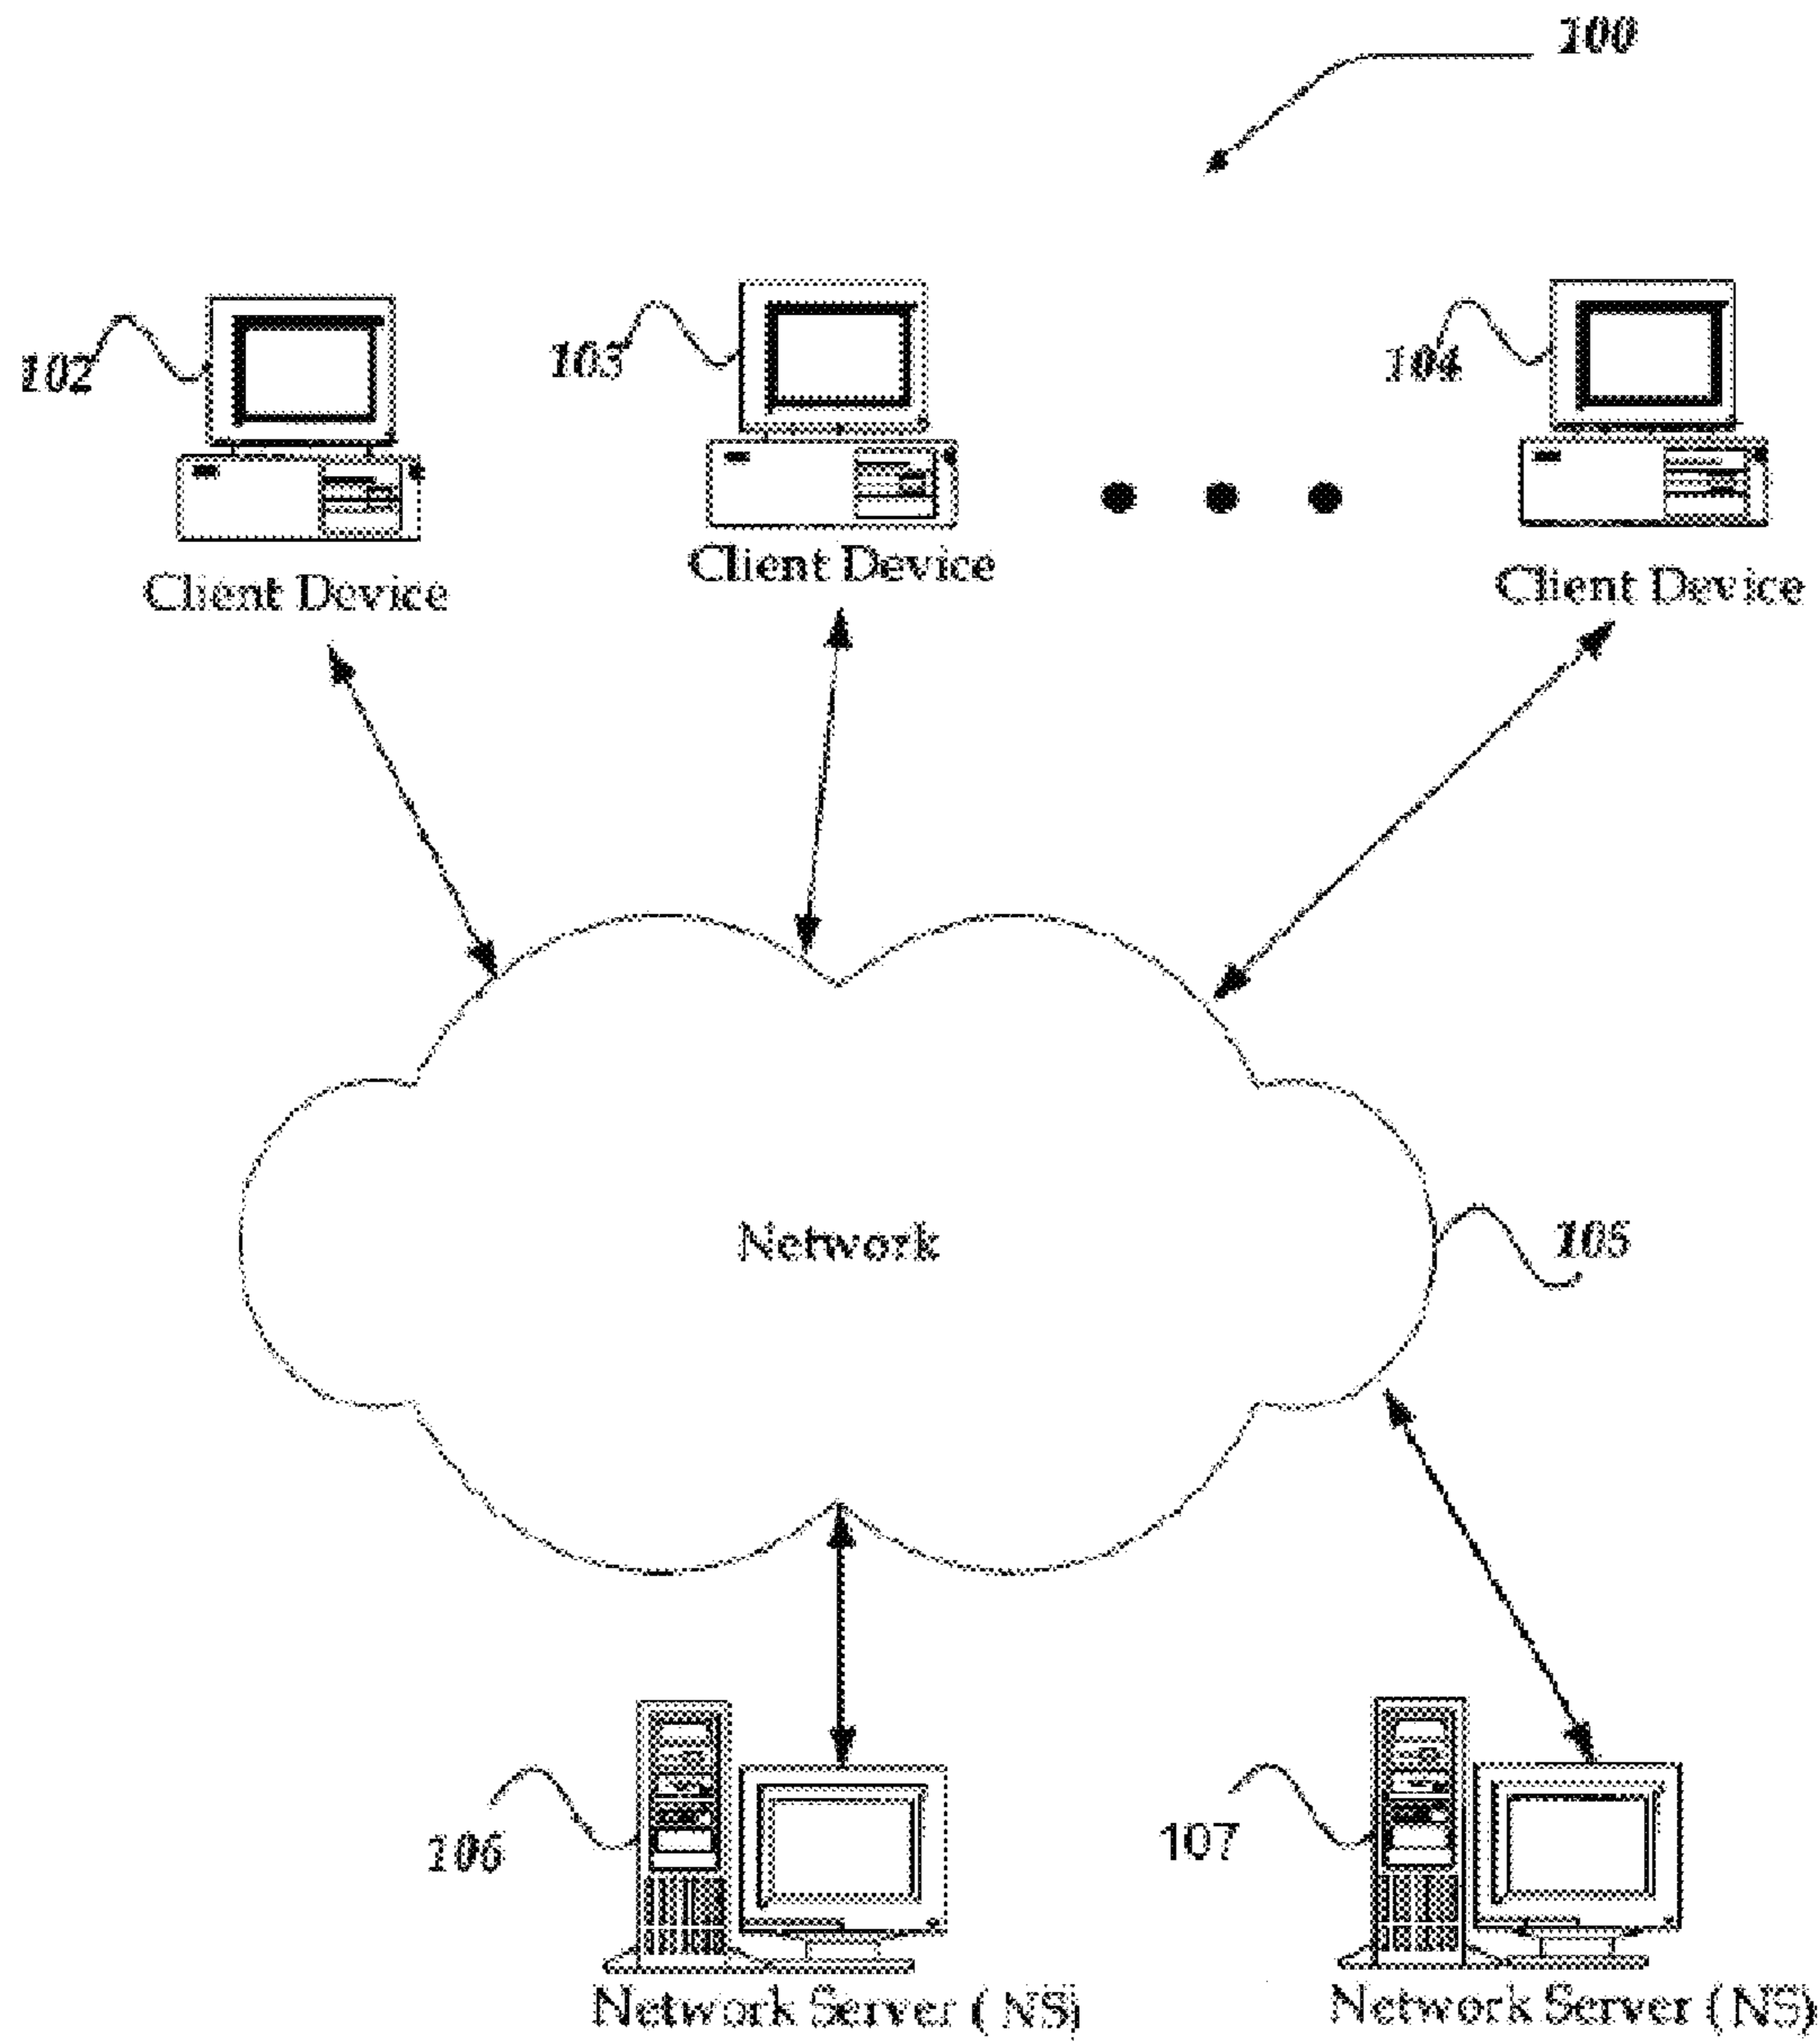 100
102
103
104
Client Device
Client Device
Client Device
Network
105
106
107
Network Server (NS)
Network Server (NS)